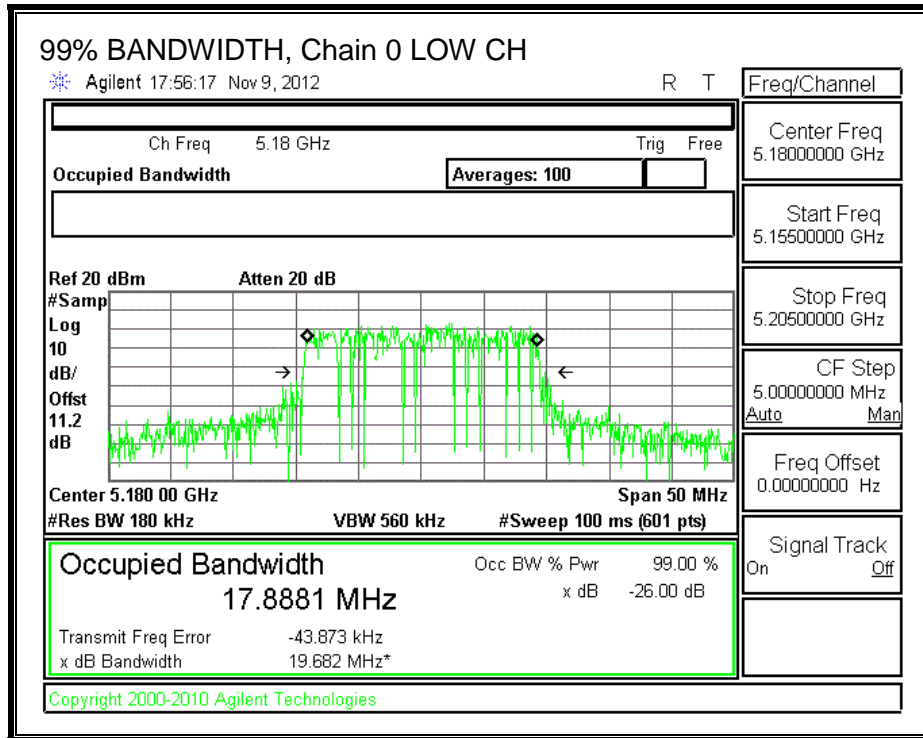 99% BANDWIDTH, Chain 0 LOW CH
Agilent 17:56:17 Nov 9, 2012 R T
Freq/Channel
Ch Freq 5.18 GHz Trig Free
Occupied Bandwidth Averages: 100
Center Freq
5.18000000 GHz
Start Freq
5.15500000 GHz
Stop Freq
5.20500000 GHz
CF Step
5.00000000 MHz
Auto Man
Freq Offset
0.00000000 Hz
Signal Track
On Off
Ref 20 dBm Atten 20 dB
#Samp
Log
10
dB/
Offst
11.2
dB
Center 5.180 00 GHz Span 50 MHz
#Res BW 180 kHz VBW 560 kHz #Sweep 100 ms (601 pts)
Occupied Bandwidth Occ BW % Pwr 99.00 %
17.8881 MHz x dB -26.00 dB
Transmit Freq Error -43.873 kHz
x dB Bandwidth 19.682 MHz*
Copyright 2000-2010 Agilent Technologies